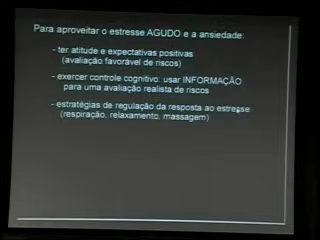 Para aproveitar o estresse AGUDO e a ansiedade:
- ter atitude e expectativas positivas
(avaliação favorável de riscos)
- exercer controle cognitivo: usar INFORMAÇÃO
para uma avaliação realista de riscos
- estratégias de regulação da resposta ao estresse
(respiração, relaxamento, massagem)